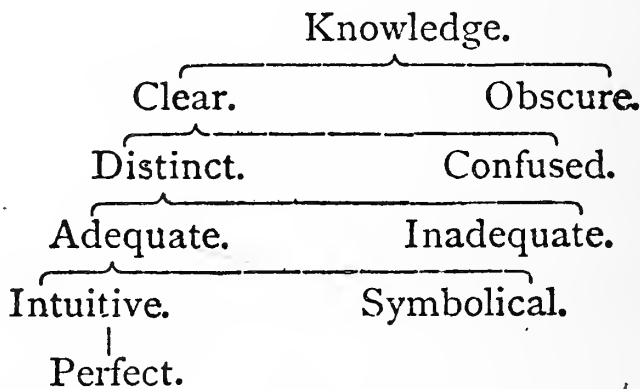 Knowledge.
Clear. Obscure.
Distinct. Confused.
Adequate. Inadequate.
Intuitive. Symbolical.
Perfect.